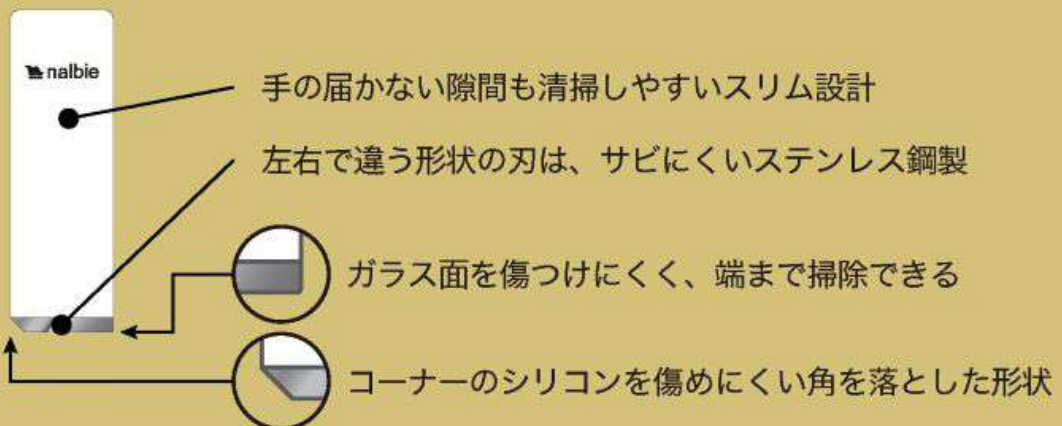 nalbie
手の届かない隙間も清掃しやすいスリム設計
左右で違う形状の刃は、サビにくいステンレス鋼製
ガラス面を傷つけにくく、端まで掃除できる
コーナーのシリコンを傷めにくい角を落とした形状